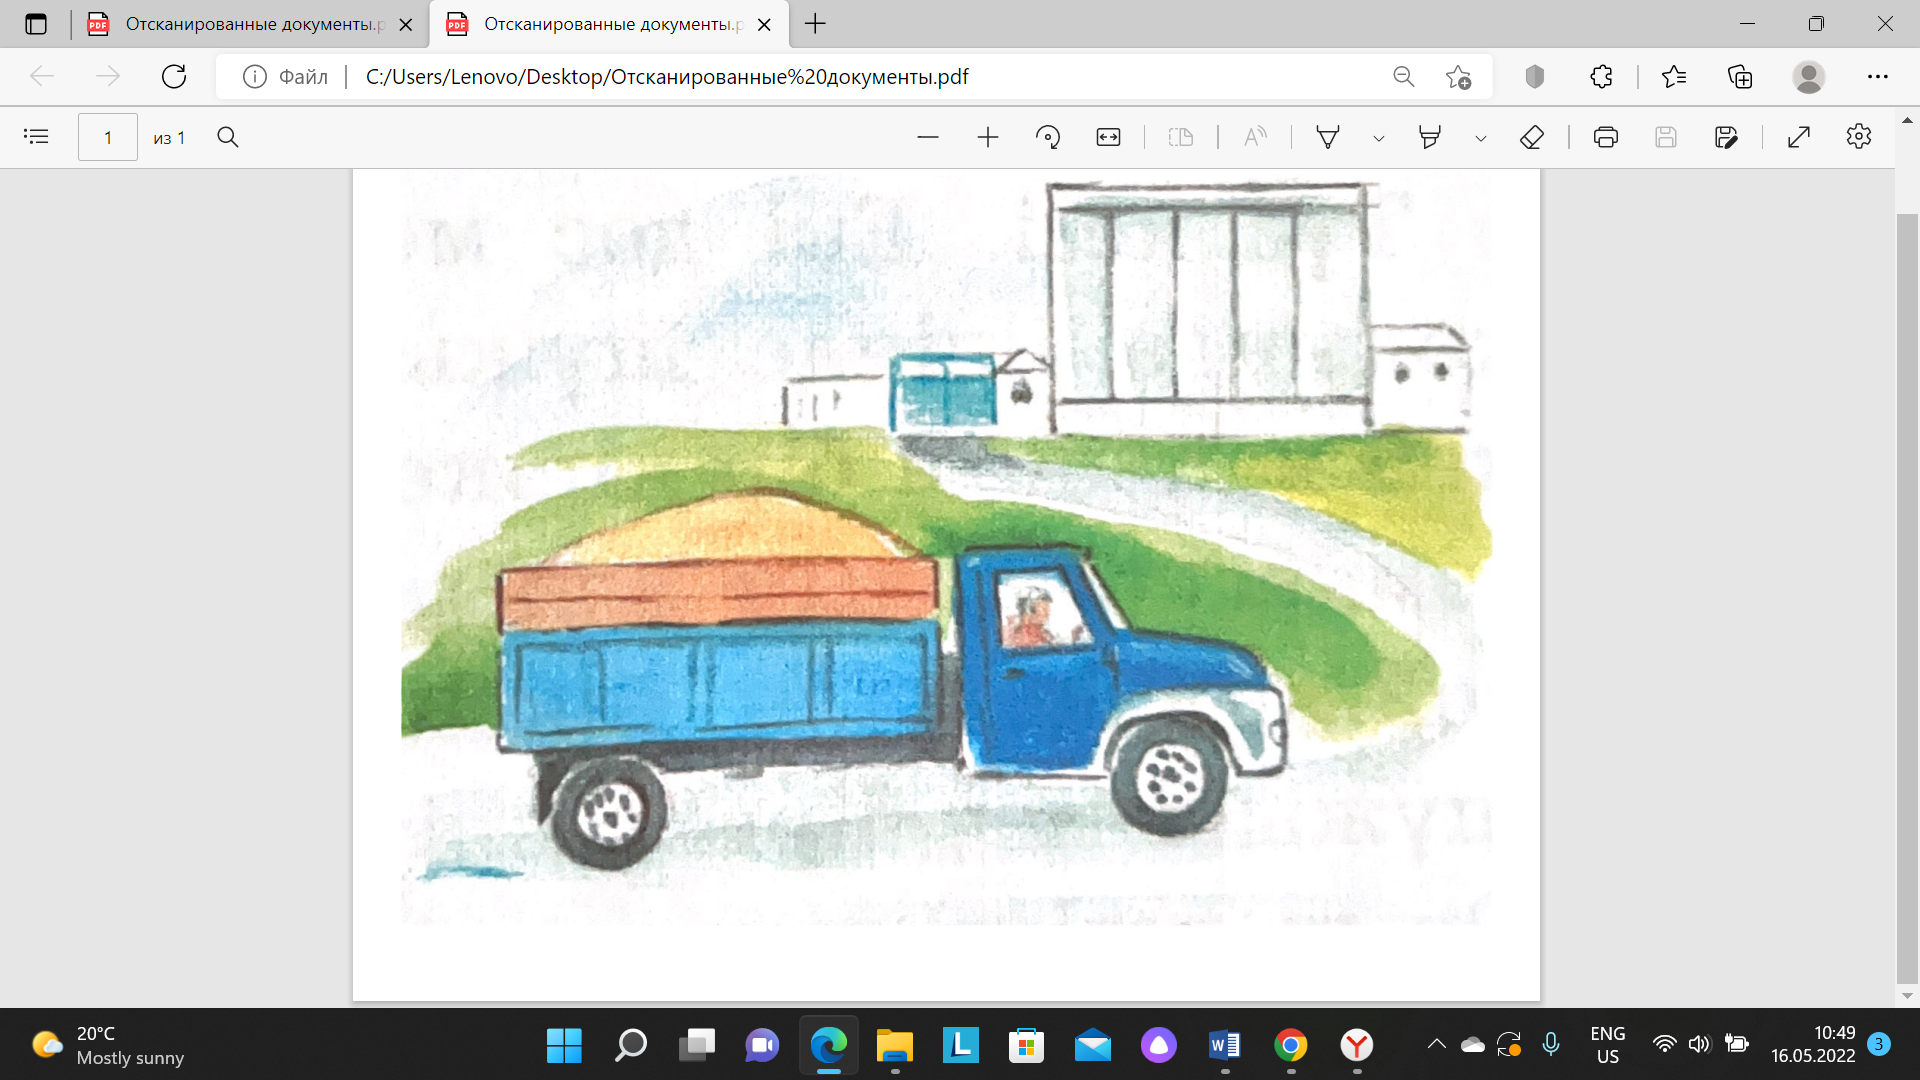 Отсканированные документы.p
Отсканированные документы.p
Файл
C:/Users/Lenovo/Desktop/Отсканированные%20документы.pdf
1 из 1
20°C
Mostly sunny
ENG
US
10:49
16.05.2022
3